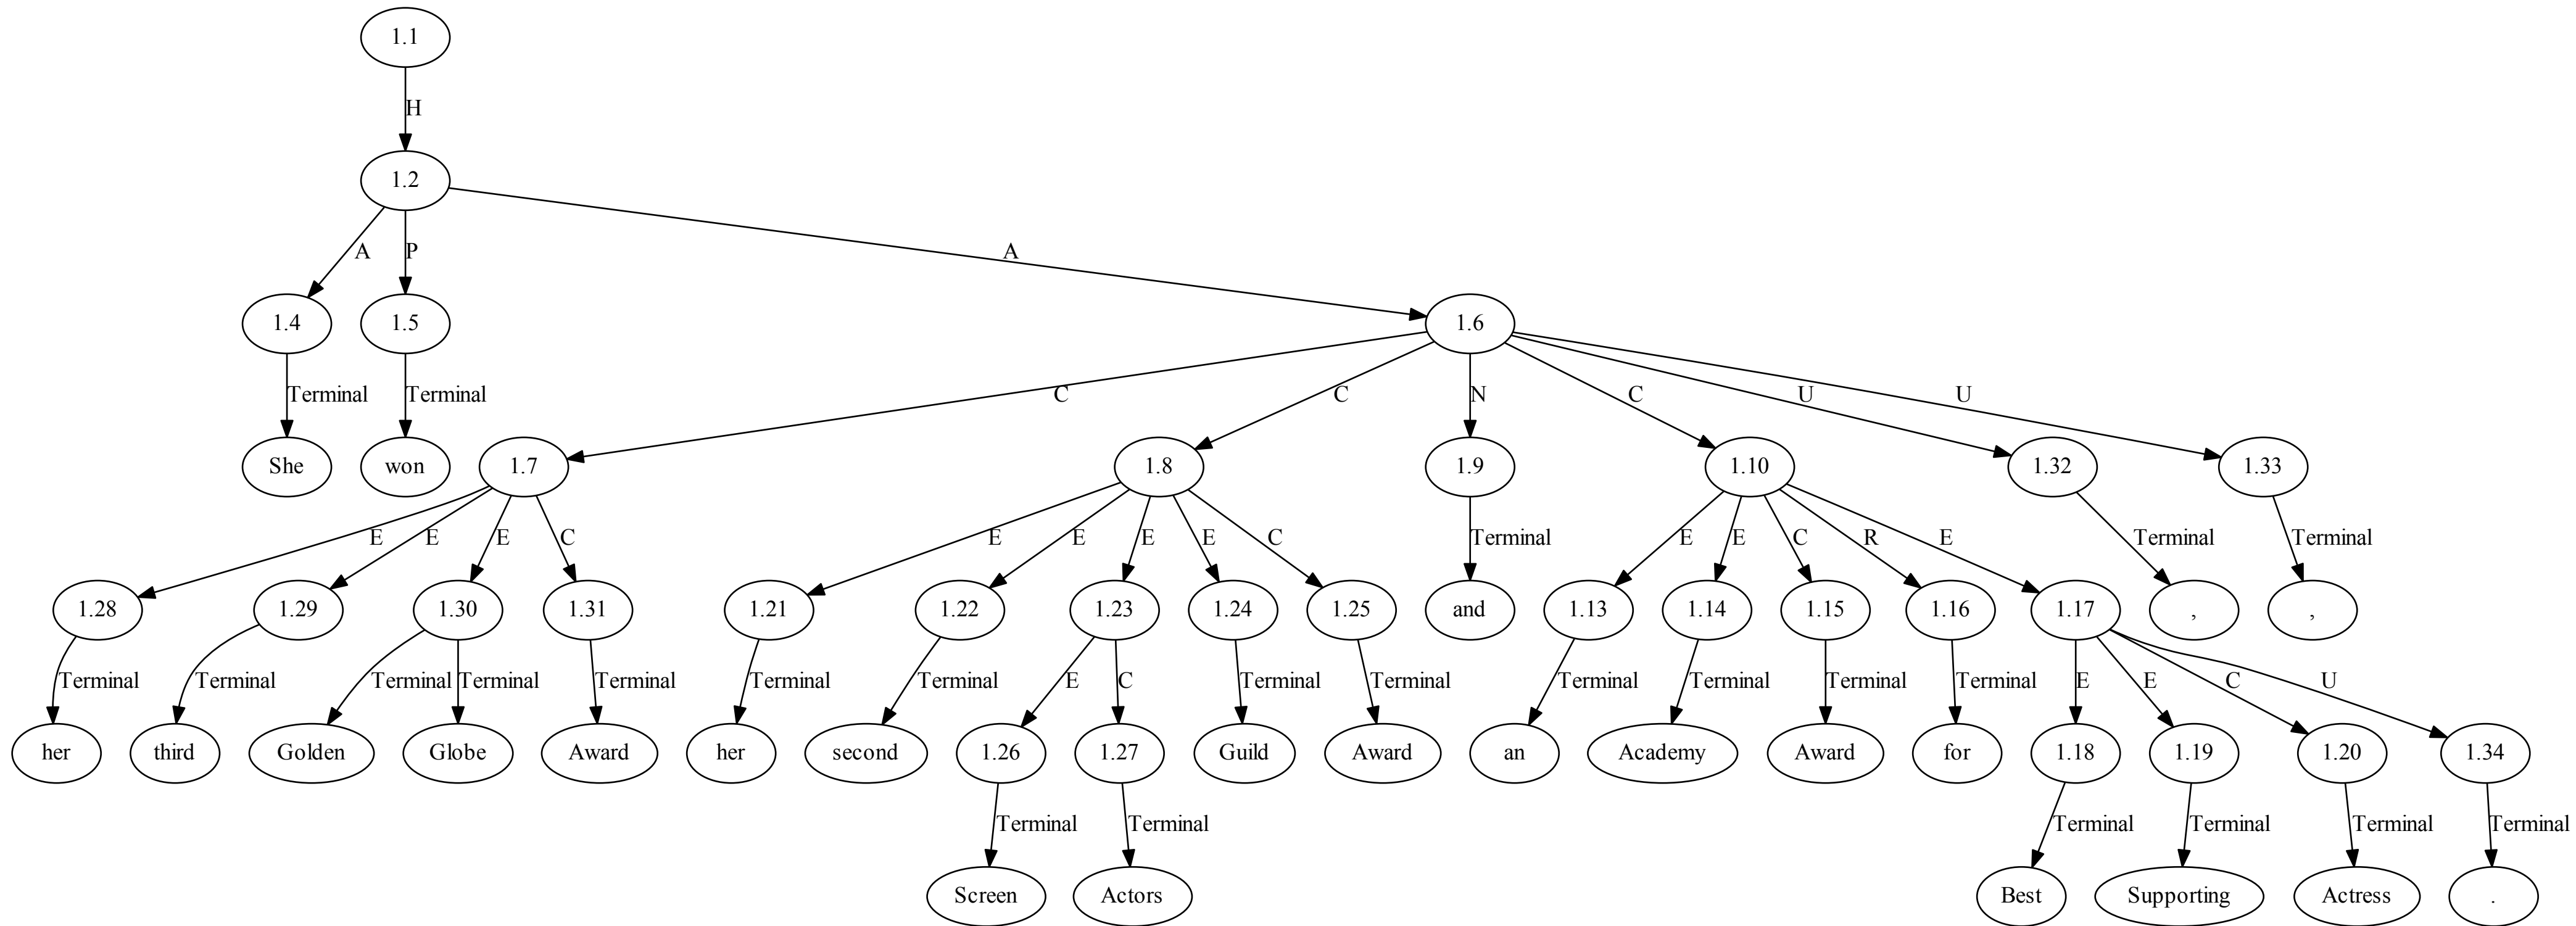 1.1
H
1.2
A P A
1.4 1.5 1.6
Terminal Terminal C C N C U U
She won 1.7 1.8 1.9 1.10 1.32 1.33
E E E C E E E E C Terminal E E C R E Terminal Terminal
1.28 1.29 1.30 1.31 1.21 1.22 1.23 1.24 1.25 and 1.13 1.14 1.15 1.16 1.17 , ,
Terminal Terminal Terminal Terminal Terminal Terminal Terminal E C Terminal Terminal Terminal Terminal Terminal Terminal E E C U
her third Golden Globe Award her second 1.26 1.27 Guild Award an Academy Award for 1.18 1.19 1.20 1.34
Terminal Terminal Terminal Terminal Terminal Terminal
Screen Actors Best Supporting Actress .